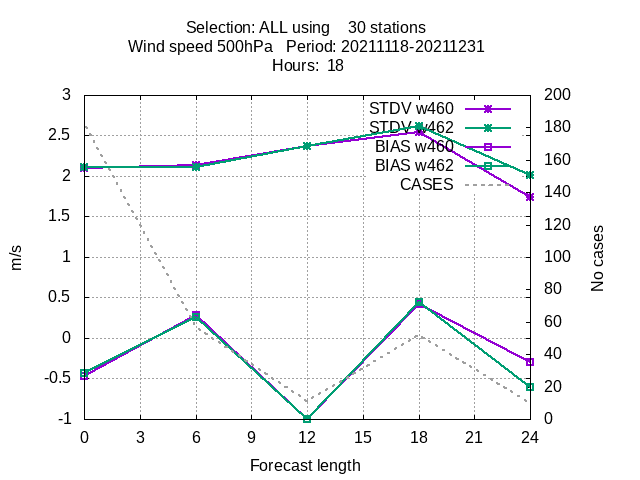 Selection: ALL using    30 stations
Wind speed 500hPa   Period: 20211118-20211231
Hours:  18
STDV w460
STDV w462
BIAS w460
BIAS w462
CASES
3
2.5
2
1.5
1
0.5
0
-0.5
-1
200
180
160
140
120
100
80
60
40
20
0
m/s
No cases
0 3 6 9 12 15 18 21 24
Forecast length